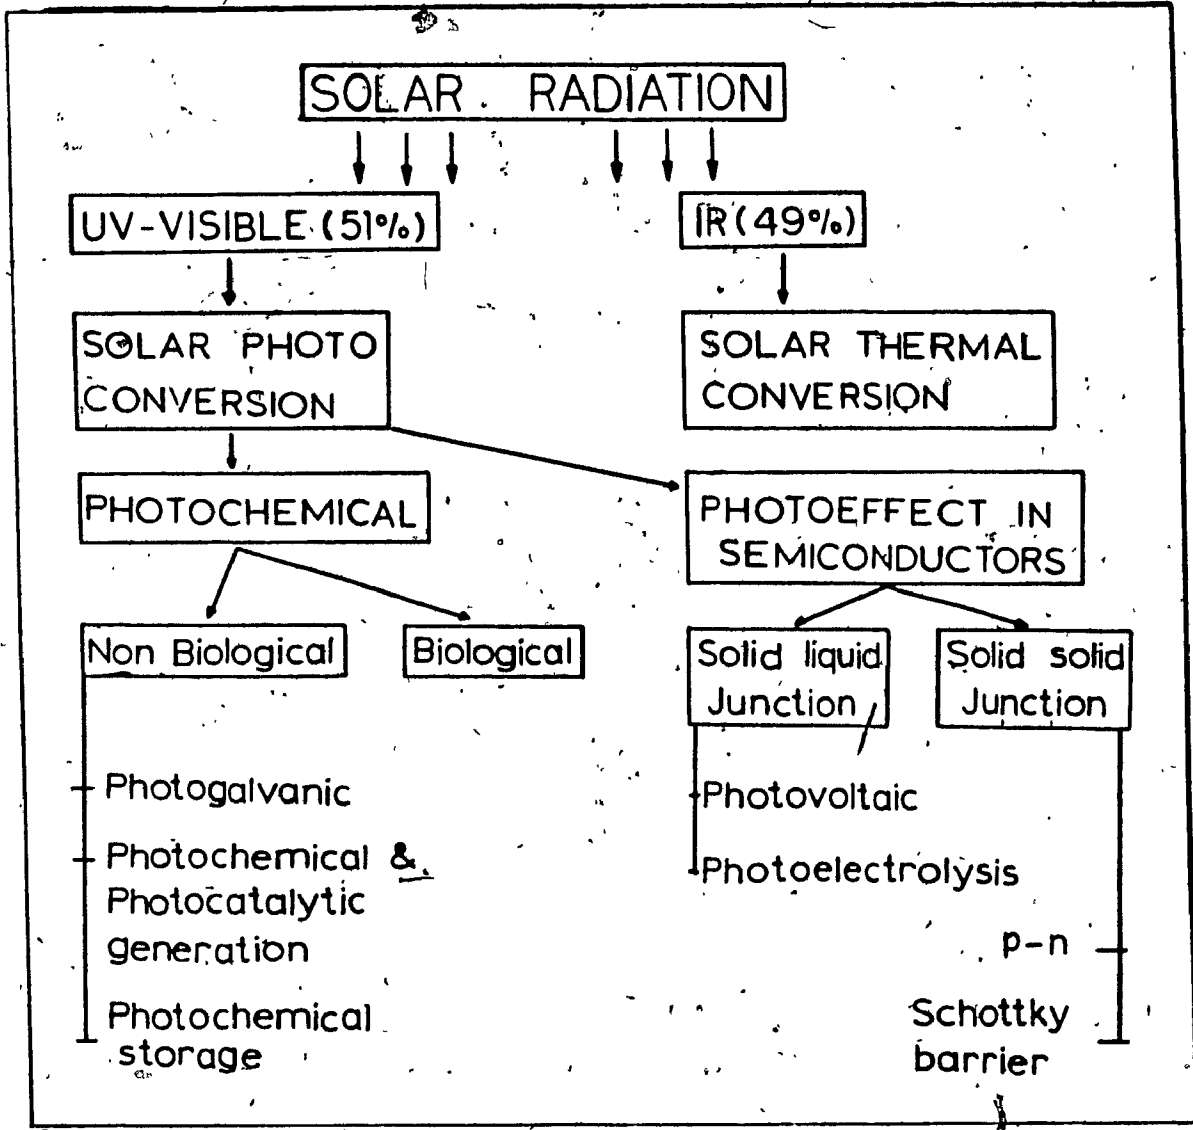 SOLAR RADIATION
UV-VISIBLE (51%)
IR (49%)
SOLAR PHOTO
CONVERSION
SOLAR THERMAL
CONVERSION
PHOTOCHEMICAL
PHOTOEFFECT IN
SEMICONDUCTORS
Non Biological
Biological
Solid liquid
Junction
Solid solid
Junction
Photogalvanic
Photochemical &
Photocatalytic
generation
Photochemical
storage
Photovoltaic
Photoelectrolysis
p-n
Schottky
barrier